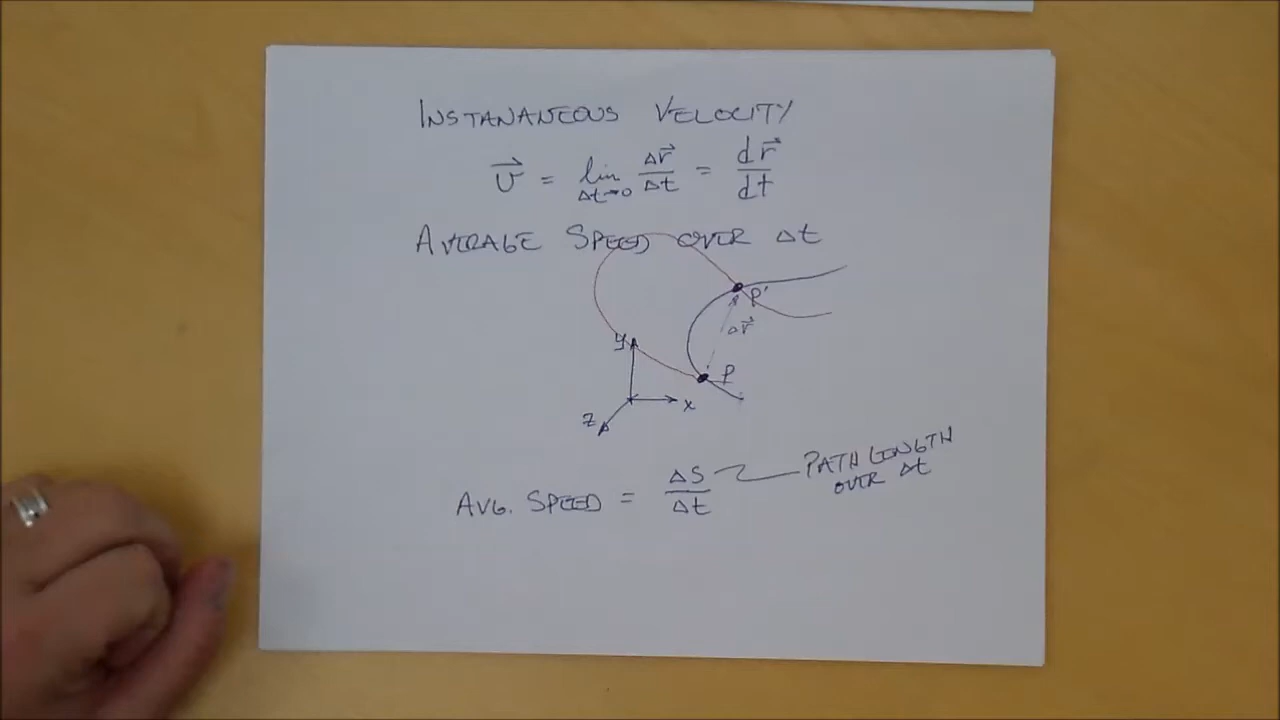 INSTANANEOUS VELOCITY
v⃗ = lim Δt→0 Δr⃗/Δt = dr⃗/dt
AVERAGE SPEED OVER Δt
P'
Δr⃗
y
P
x
z
AVG. SPEED = ΔS/Δt
PATH LENGTH
OVER Δt